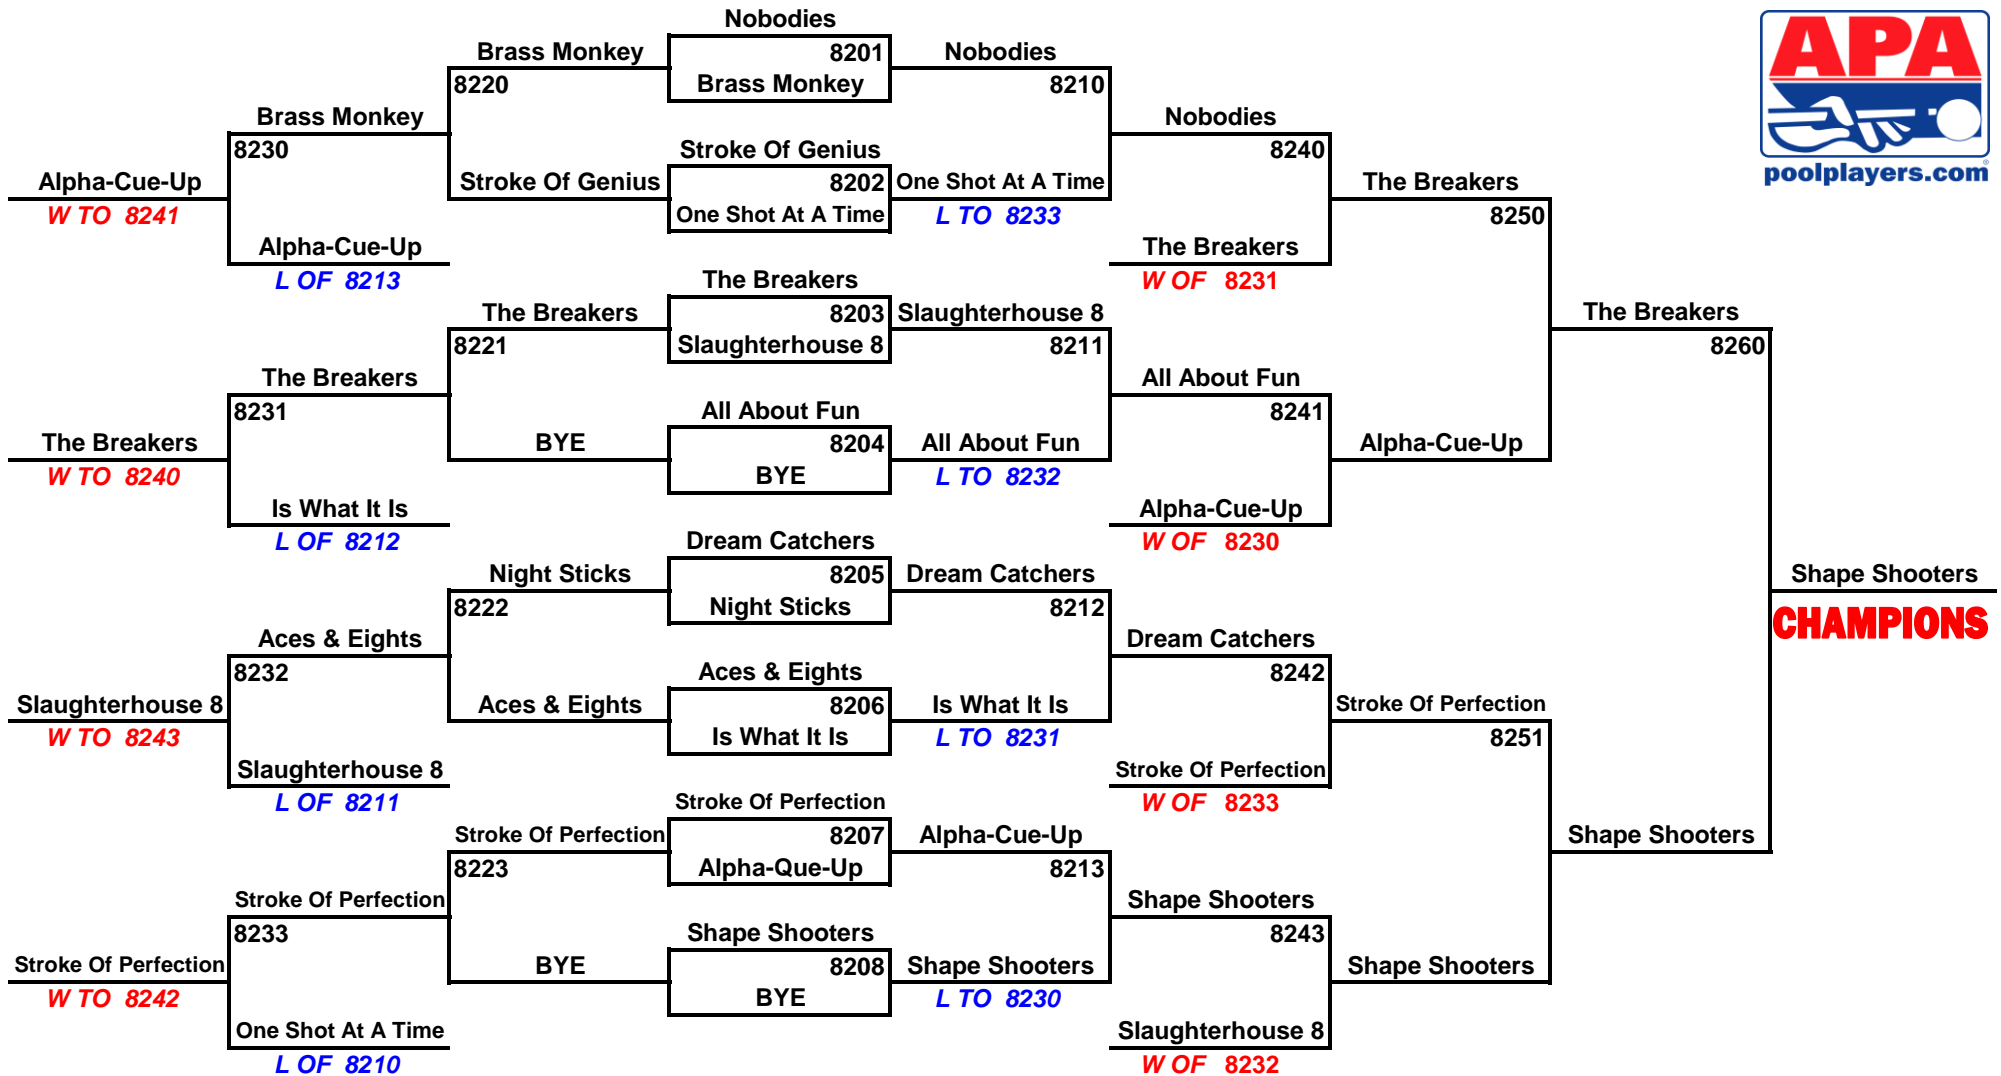 Nobodies
Brass Monkey
8201
Nobodies
8220
Brass Monkey
8210
Brass Monkey
Nobodies
8230
Stroke Of Genius
8240
Alpha-Cue-Up
Stroke Of Genius
8202
One Shot At A Time
The Breakers
W TO 8241
One Shot At A Time
L TO 8233
8250
Alpha-Cue-Up
The Breakers
L OF 8213
The Breakers
W OF 8231
The Breakers
8203
Slaughterhouse 8
The Breakers
8221
Slaughterhouse 8
8211
8260
The Breakers
All About Fun
8231
All About Fun
8241
The Breakers
BYE
8204
All About Fun
Alpha-Cue-Up
W TO 8240
BYE
L TO 8232
Is What It Is
Alpha-Cue-Up
L OF 8212
Dream Catchers
W OF 8230
Night Sticks
8205
Dream Catchers
Shape Shooters
8222
Night Sticks
8212
CHAMPIONS
Aces & Eights
Dream Catchers
8232
Aces & Eights
8242
Slaughterhouse 8
Aces & Eights
8206
Is What It Is
Stroke Of Perfection
W TO 8243
Is What It Is
L TO 8231
8251
Slaughterhouse 8
Stroke Of Perfection
L OF 8211
Stroke Of Perfection
W OF 8233
Stroke Of Perfection
8207
Alpha-Cue-Up
Shape Shooters
8223
Alpha-Que-Up
8213
Stroke Of Perfection
Shape Shooters
8233
Shape Shooters
8243
Stroke Of Perfection
BYE
8208
Shape Shooters
Shape Shooters
W TO 8242
BYE
L TO 8230
One Shot At A Time
Slaughterhouse 8
L OF 8210
W OF 8232
APA
poolplayers.com